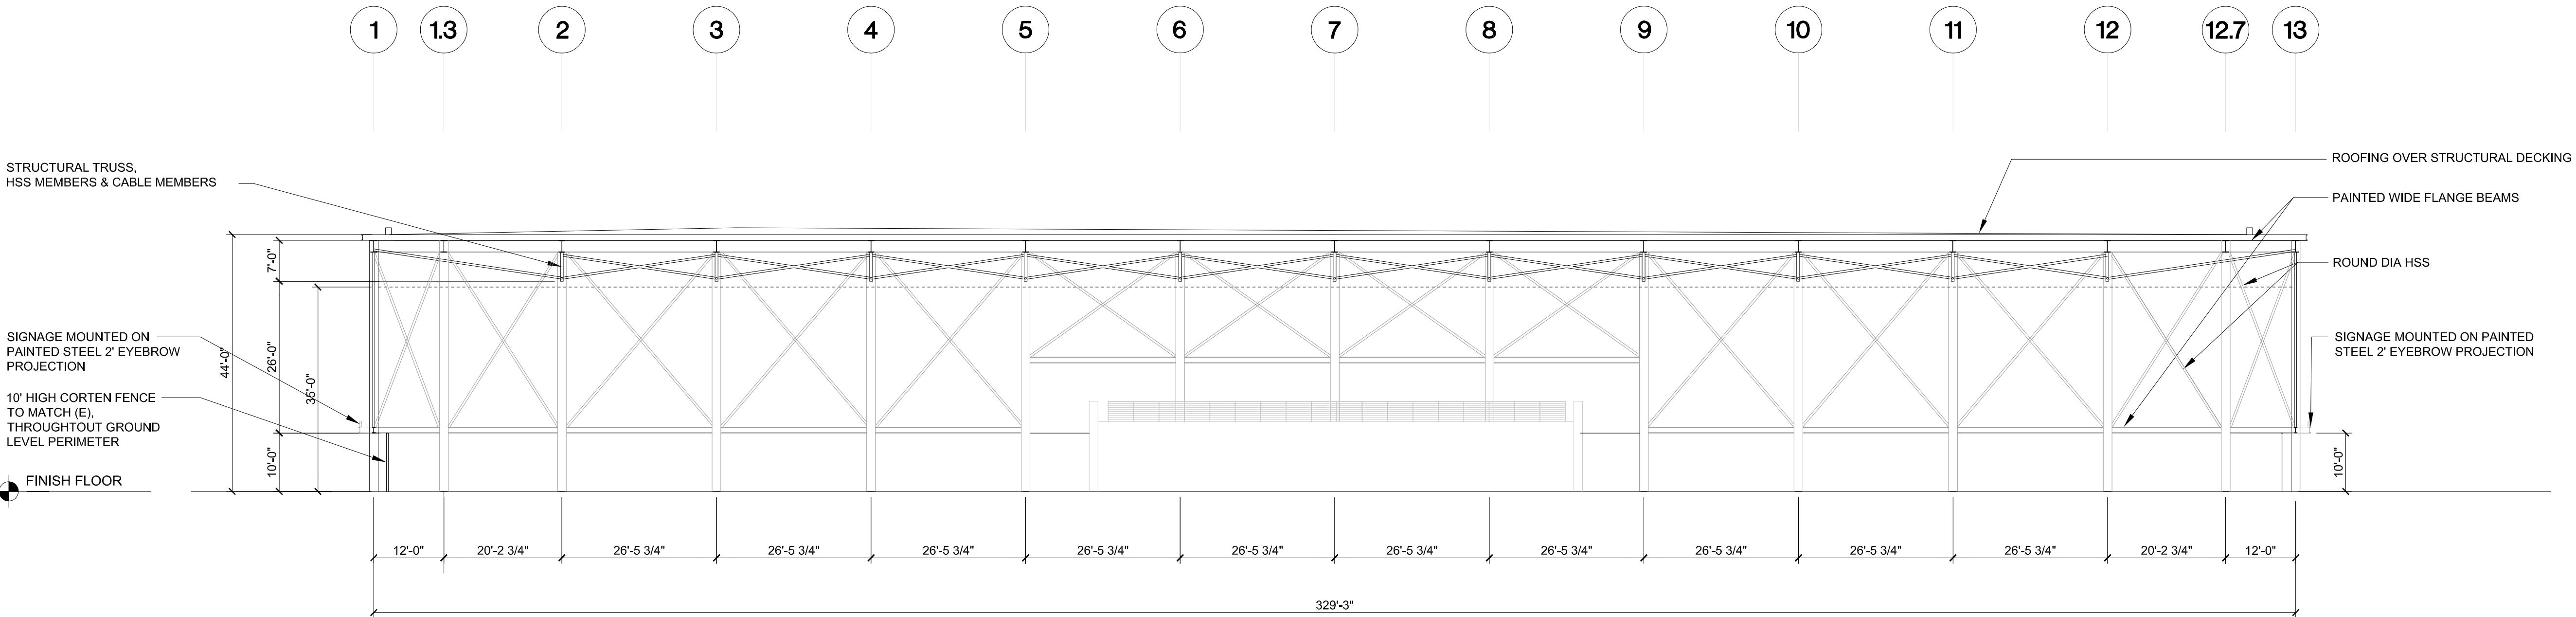 1 1.3 2 3 4 5 6 7 8 9 10 11 12 12.7 13
STRUCTURAL TRUSS,
HSS MEMBERS & CABLE MEMBERS
ROOFING OVER STRUCTURAL DECKING
PAINTED WIDE FLANGE BEAMS
ROUND DIA HSS
7'-0"
SIGNAGE MOUNTED ON
PAINTED STEEL 2' EYEBROW
PROJECTION
44'-0"
26'-0"
35'-0"
SIGNAGE MOUNTED ON PAINTED
STEEL 2' EYEBROW PROJECTION
10' HIGH CORTEN FENCE
TO MATCH (E),
THROUGHTOUT GROUND
LEVEL PERIMETER
10'-0"
10'-0"
FINISH FLOOR
12'-0" 20'-2 3/4" 26'-5 3/4" 26'-5 3/4" 26'-5 3/4" 26'-5 3/4" 26'-5 3/4" 26'-5 3/4" 26'-5 3/4" 26'-5 3/4" 26'-5 3/4" 26'-5 3/4" 20'-2 3/4" 12'-0"
329'-3"